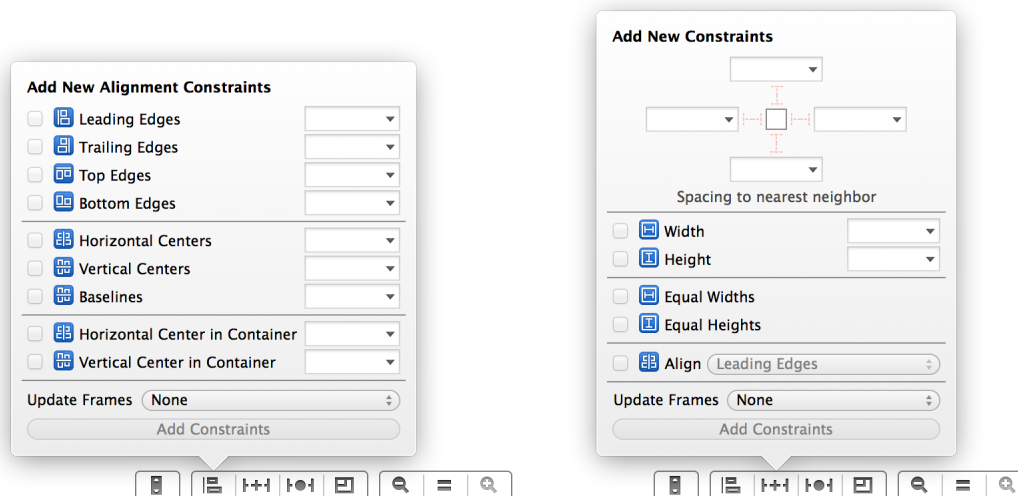 Add New Alignment Constraints
Leading Edges
Trailing Edges
Top Edges
Bottom Edges
Horizontal Centers
Vertical Centers
Baselines
Horizontal Center in Container
Vertical Center in Container
Update Frames None
Add Constraints
Add New Constraints
Spacing to nearest neighbor
Width
Height
Equal Widths
Equal Heights
Align Leading Edges
Update Frames None
Add Constraints